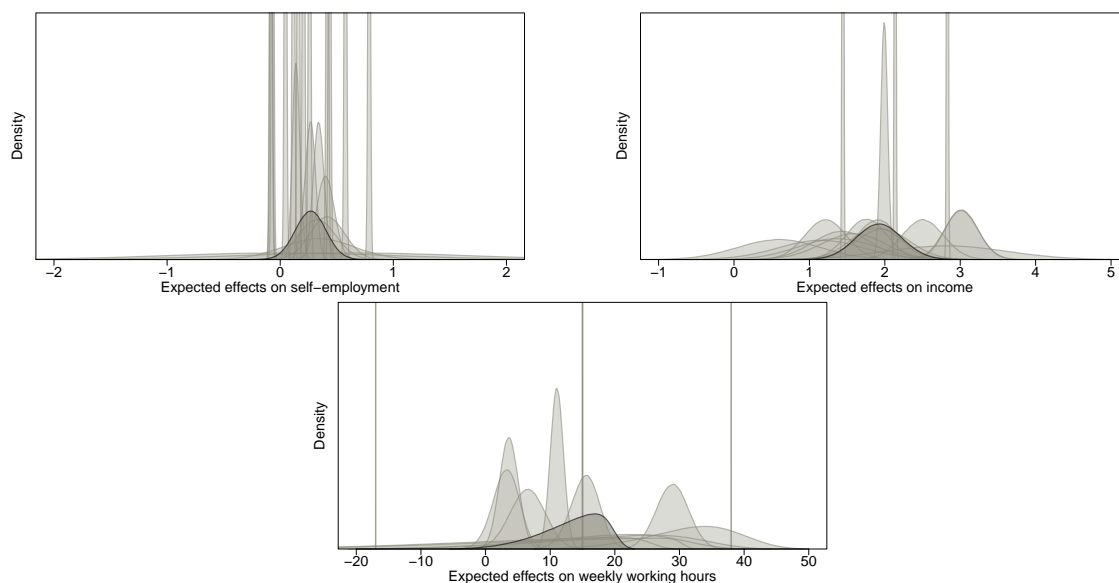 Density
−2 −1 0 1 2
Expected effects on self−employment
Density
−1 0 1 2 3 4 5
Expected effects on income
Density
−20 −10 0 10 20 30 40 50
Expected effects on weekly working hours